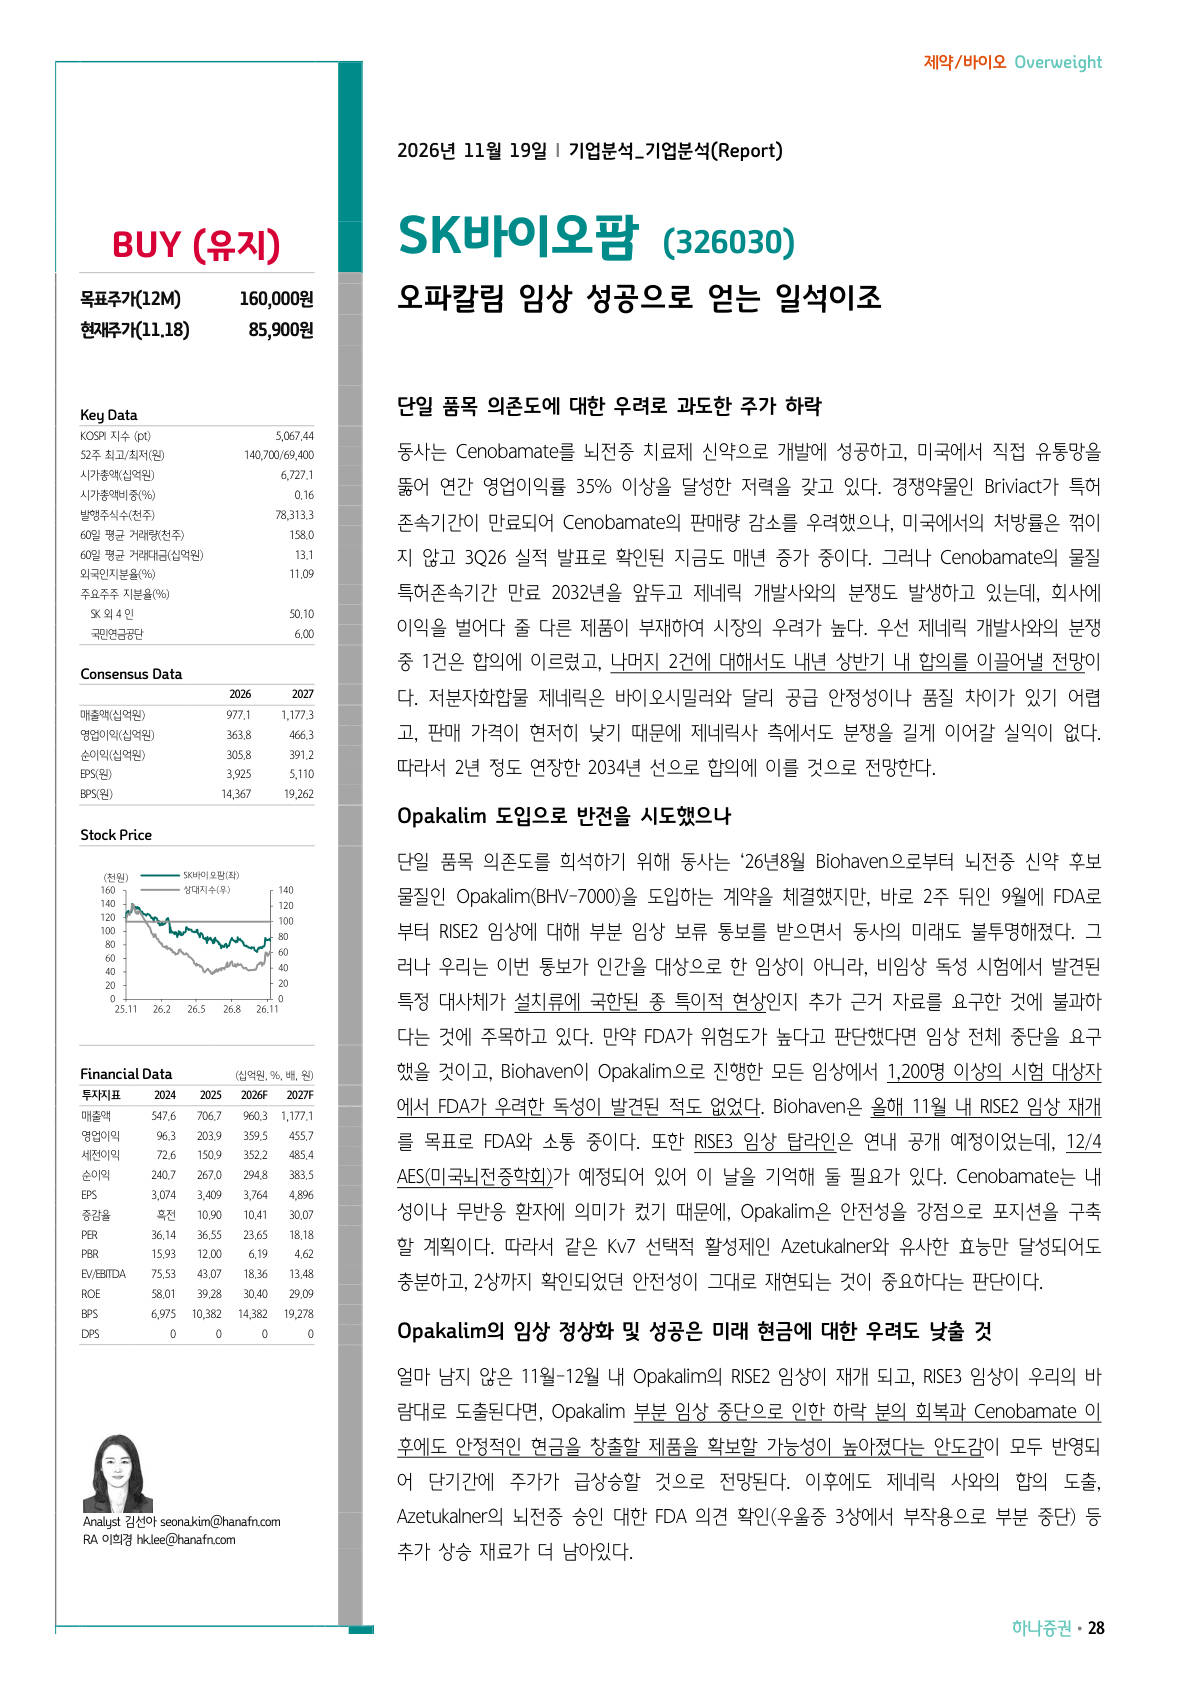 제약/바이오 Overweight
2026년 11월 19일 | 기업분석_기업분석(Report)
BUY (유지)
목표주가(12M) 160,000원
현재주가(11.18) 85,900원
Key Data
KOSPI 지수 (pt) 5,067.44
52주 최고/최저(원) 140,700/69,400
시가총액(십억원) 6,727.1
시가총액비중(%) 0.16
발행주식수(천주) 78,313.3
60일 평균 거래량(천주) 158.0
60일 평균 거래대금(십억원) 13.1
외국인지분율(%) 11.09
주요주주 지분율(%)
SK 외 4 인 50.10
국민연금공단 6.00
Consensus Data
2026 2027
매출액(십억원) 977.1 1,177.3
영업이익(십억원) 363.8 466.3
순이익(십억원) 305.8 391.2
EPS(원) 3,925 5,110
BPS(원) 14,367 19,262
Stock Price
(천원)
SK바이오팜(좌)
상대지수(우)
160 140
140 120
120 100
100 80
80 60
60 40
40 20
20 0
0
25.11 26.2 26.5 26.8 26.11
Financial Data (십억원, %, 배, 원)
투자지표 2024 2025 2026F 2027F
매출액 547.6 706.7 960.3 1,177.1
영업이익 96.3 203.9 359.5 455.7
세전이익 72.6 150.9 352.2 485.4
순이익 240.7 267.0 294.8 383.5
EPS 3,074 3,409 3,764 4,896
증감율 흑전 10.90 10.41 30.07
PER 36.14 36.55 23.65 18.18
PBR 15.93 12.00 6.19 4.62
EV/EBITDA 75.53 43.07 18.36 13.48
ROE 58.01 39.28 30.40 29.09
BPS 6,975 10,382 14,382 19,278
DPS 0 0 0 0
Analyst 김선아 seona.kim@hanafn.com
RA 이희경 hk.lee@hanafn.com
SK바이오팜 (326030)
오파칼림 임상 성공으로 얻는 일석이조
단일 품목 의존도에 대한 우려로 과도한 주가 하락
동사는 Cenobamate를 뇌전증 치료제 신약으로 개발에 성공하고, 미국에서 직접 유통망을
뚫어 연간 영업이익률 35% 이상을 달성한 저력을 갖고 있다. 경쟁약물인 Briviact가 특허
존속기간이 만료되어 Cenobamate의 판매량 감소를 우려했으나, 미국에서의 처방률은 꺾이
지 않고 3Q26 실적 발표로 확인된 지금도 매년 증가 중이다. 그러나 Cenobamate의 물질
특허존속기간 만료 2032년을 앞두고 제네릭 개발사와의 분쟁도 발생하고 있는데, 회사에
이익을 벌어다 줄 다른 제품이 부재하여 시장의 우려가 높다. 우선 제네릭 개발사와의 분쟁
중 1건은 합의에 이르렀고, 나머지 2건에 대해서도 내년 상반기 내 합의를 이끌어낼 전망이
다. 저분자화합물 제네릭은 바이오시밀러와 달리 공급 안정성이나 품질 차이가 있기 어렵
고, 판매 가격이 현저히 낮기 때문에 제네릭사 측에서도 분쟁을 길게 이어갈 실익이 없다.
따라서 2년 정도 연장한 2034년 선으로 합의에 이를 것으로 전망한다.
Opakalim 도입으로 반전을 시도했으나
단일 품목 의존도를 희석하기 위해 동사는 ‘26년8월 Biohaven으로부터 뇌전증 신약 후보
물질인 Opakalim(BHV-7000)을 도입하는 계약을 체결했지만, 바로 2주 뒤인 9월에 FDA로
부터 RISE2 임상에 대해 부분 임상 보류 통보를 받으면서 동사의 미래도 불투명해졌다. 그
러나 우리는 이번 통보가 인간을 대상으로 한 임상이 아니라, 비임상 독성 시험에서 발견된
특정 대사체가 설치류에 국한된 종 특이적 현상인지 추가 근거 자료를 요구한 것에 불과하
다는 것에 주목하고 있다. 만약 FDA가 위험도가 높다고 판단했다면 임상 전체 중단을 요구
했을 것이고, Biohaven이 Opakalim으로 진행한 모든 임상에서 1,200명 이상의 시험 대상자
에서 FDA가 우려한 독성이 발견된 적도 없었다. Biohaven은 올해 11월 내 RISE2 임상 재개
를 목표로 FDA와 소통 중이다. 또한 RISE3 임상 탑라인은 연내 공개 예정이었는데, 12/4
AES(미국뇌전증학회)가 예정되어 있어 이 날을 기억해 둘 필요가 있다. Cenobamate는 내
성이나 무반응 환자에 의미가 컸기 때문에, Opakalim은 안전성을 강점으로 포지션을 구축
할 계획이다. 따라서 같은 Kv7 선택적 활성제인 Azetukalner와 유사한 효능만 달성되어도
충분하고, 2상까지 확인되었던 안전성이 그대로 재현되는 것이 중요하다는 판단이다.
Opakalim의 임상 정상화 및 성공은 미래 현금에 대한 우려도 낮출 것
얼마 남지 않은 11월-12월 내 Opakalim의 RISE2 임상이 재개 되고, RISE3 임상이 우리의 바
람대로 도출된다면, Opakalim 부분 임상 중단으로 인한 하락 분의 회복과 Cenobamate 이
후에도 안정적인 현금을 창출할 제품을 확보할 가능성이 높아졌다는 안도감이 모두 반영되
어 단기간에 주가가 급상승할 것으로 전망된다. 이후에도 제네릭 사와의 합의 도출,
Azetukalner의 뇌전증 승인 대한 FDA 의견 확인(우울증 3상에서 부작용으로 부분 중단) 등
추가 상승 재료가 더 남아있다.
하나증권 • 28